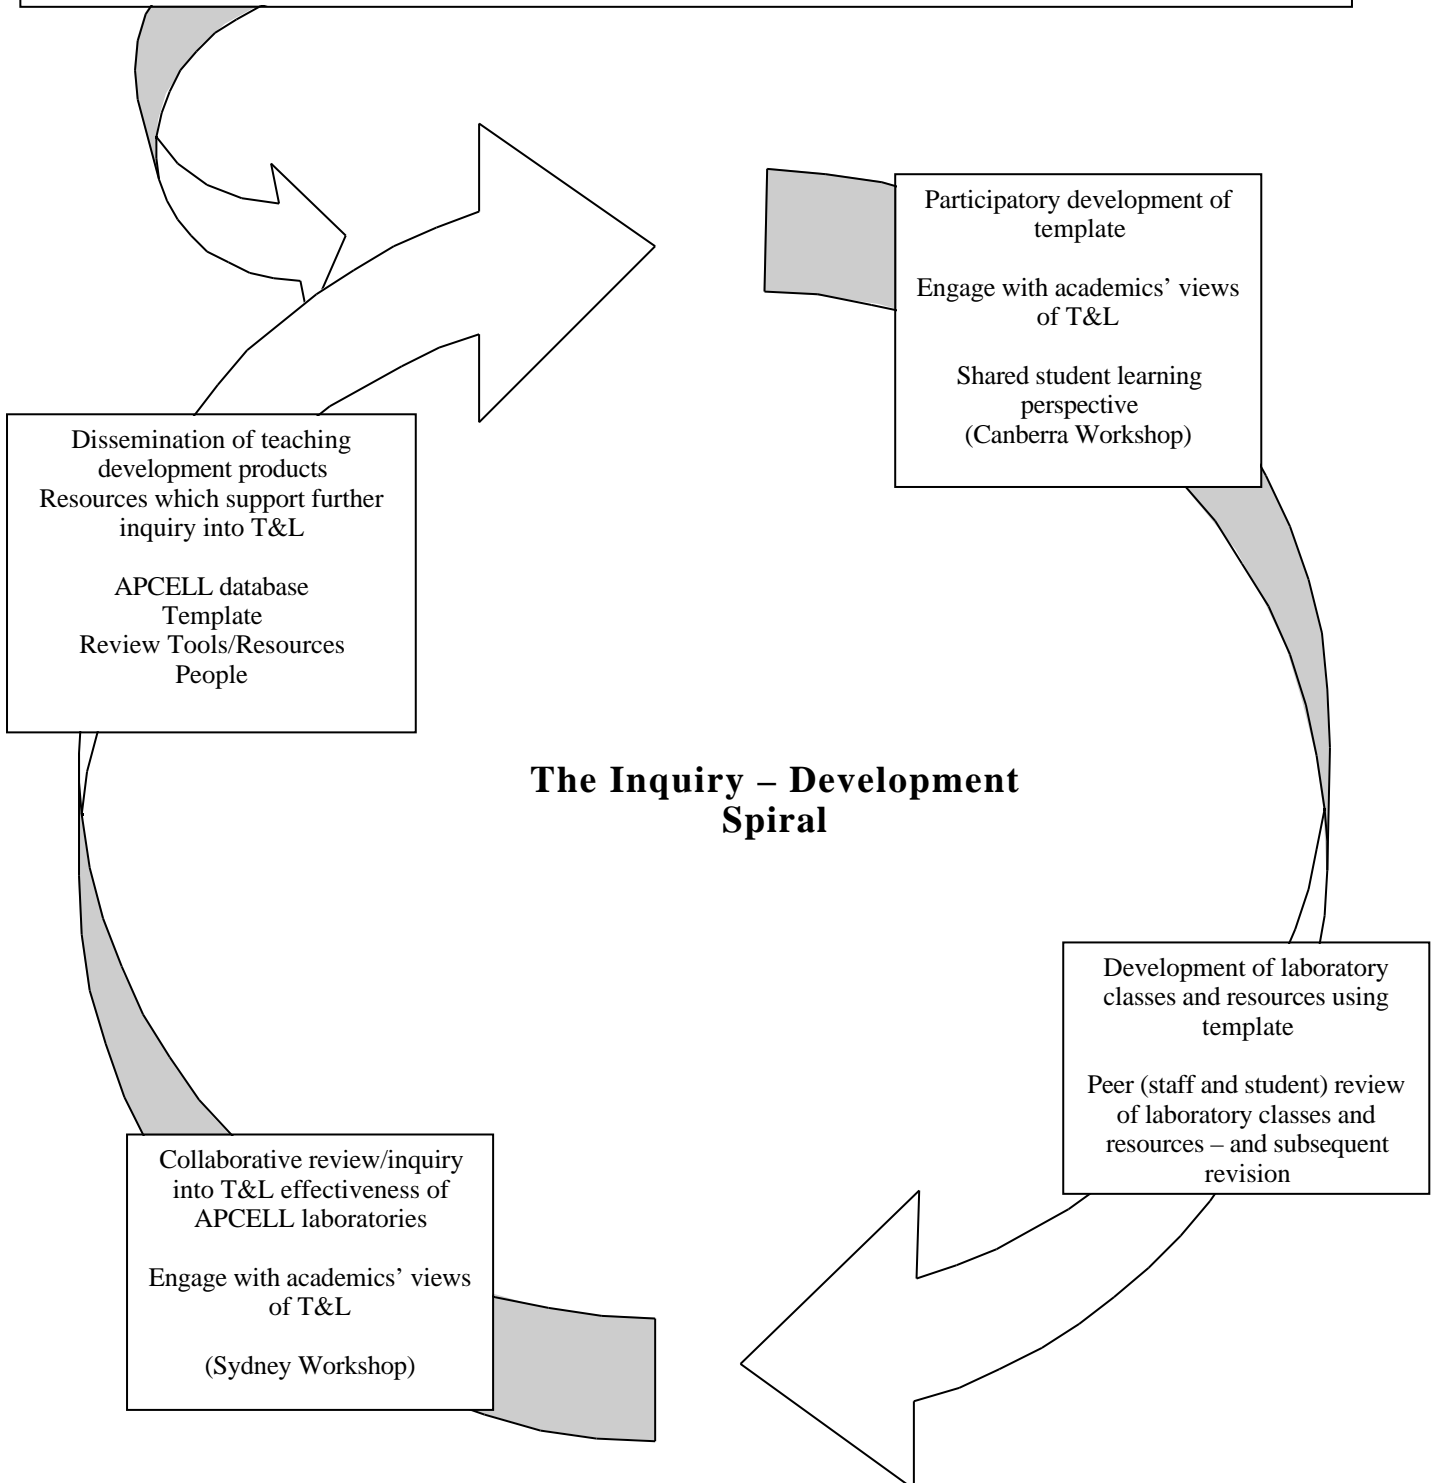 Participatory development of
template
Engage with academics’ views
of T&L
Shared student learning
perspective
(Canberra Workshop)
Dissemination of teaching
development products
Resources which support further
inquiry into T&L
APCELL database
Template
Review Tools/Resources
People
The Inquiry – Development
Spiral
Development of laboratory
classes and resources using
template
Peer (staff and student) review
of laboratory classes and
resources – and subsequent
revision
Collaborative review/inquiry
into T&L effectiveness of
APCELL laboratories
Engage with academics’ views
of T&L
(Sydney Workshop)